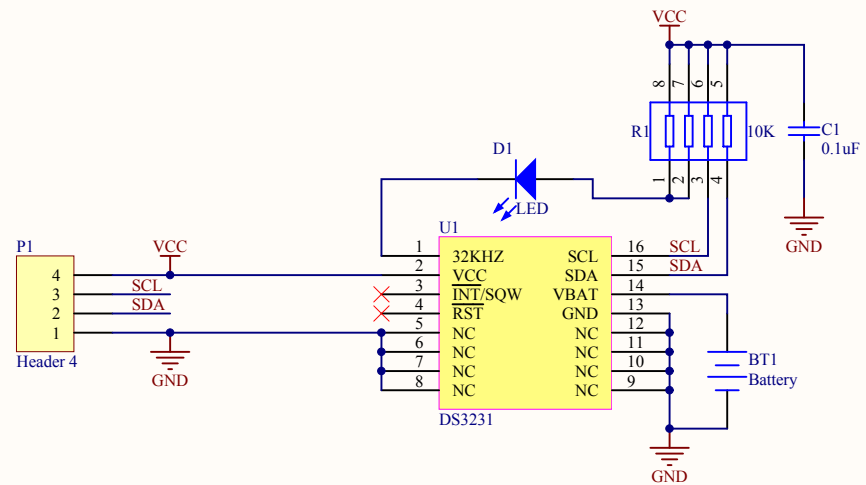 VCC
8 7 6 5
R1 10K
C1
0.1uF
1 2 3 4
GND
D1
LED
P1
4
3
2
1
Header 4
VCC
SCL
SDA
GND
U1
1 32KHZ SCL 16 SCL
2 VCC SDA 15 SDA
3 INT/SQW VBAT 14
4 RST GND 13
5 NC NC 12
6 NC NC 11
7 NC NC 10
8 NC NC 9
DS3231
BT1
Battery
GND